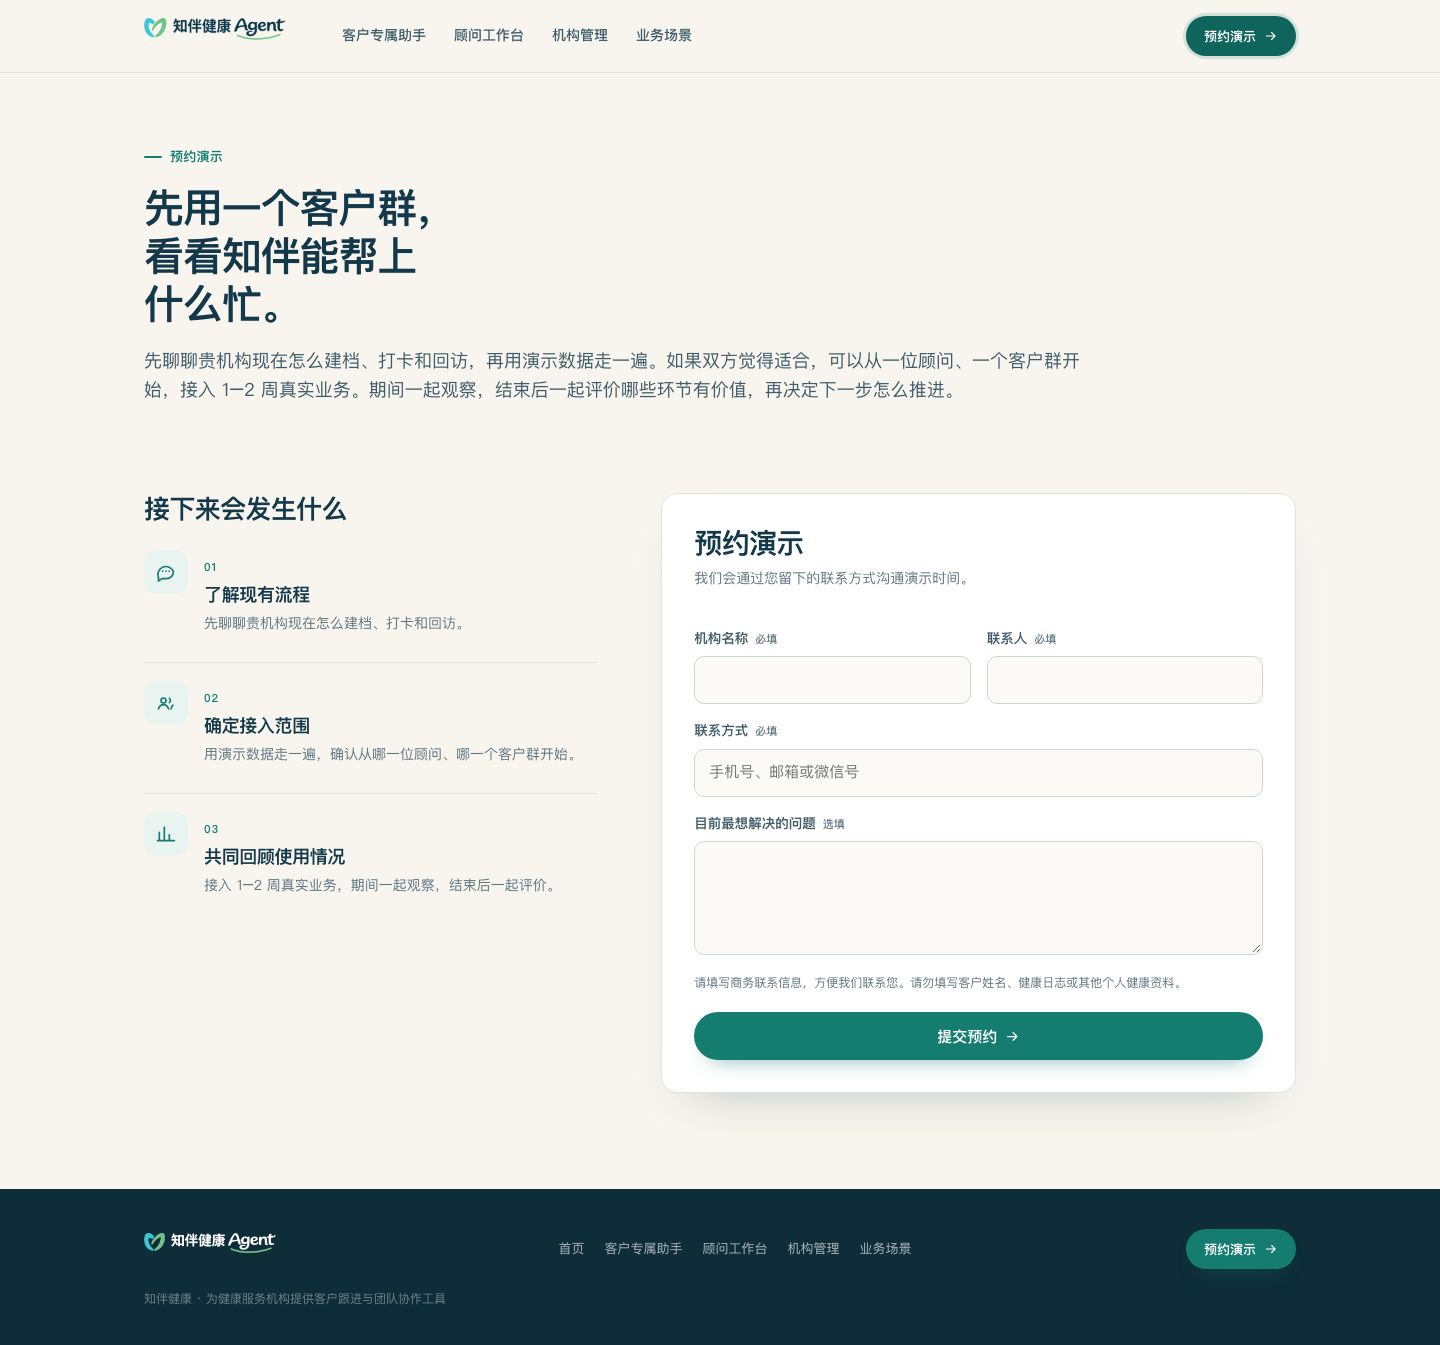 知伴健康 Agent
客户专属助手
顾问工作台
机构管理
业务场景
预约演示 →
预约演示
先用一个客户群，
看看知伴能帮上
什么忙。
先聊聊贵机构现在怎么建档、打卡和回访，再用演示数据走一遍。如果双方觉得适合，可以从一位顾问、一个客户群开
始，接入 1—2 周真实业务。期间一起观察，结束后一起评价哪些环节有价值，再决定下一步怎么推进。
接下来会发生什么
01
了解现有流程
先聊聊贵机构现在怎么建档、打卡和回访。
02
确定接入范围
用演示数据走一遍，确认从哪一位顾问、哪一个客户群开始。
03
共同回顾使用情况
接入 1—2 周真实业务，期间一起观察，结束后一起评价。
预约演示
我们会通过您留下的联系方式沟通演示时间。
机构名称 必填
联系人 必填
联系方式 必填
手机号、邮箱或微信号
目前最想解决的问题 选填
请填写商务联系信息，方便我们联系您。请勿填写客户姓名、健康日志或其他个人健康资料。
提交预约 →
知伴健康 Agent
首页
客户专属助手
顾问工作台
机构管理
业务场景
预约演示 →
知伴健康 · 为健康服务机构提供客户跟进与团队协作工具